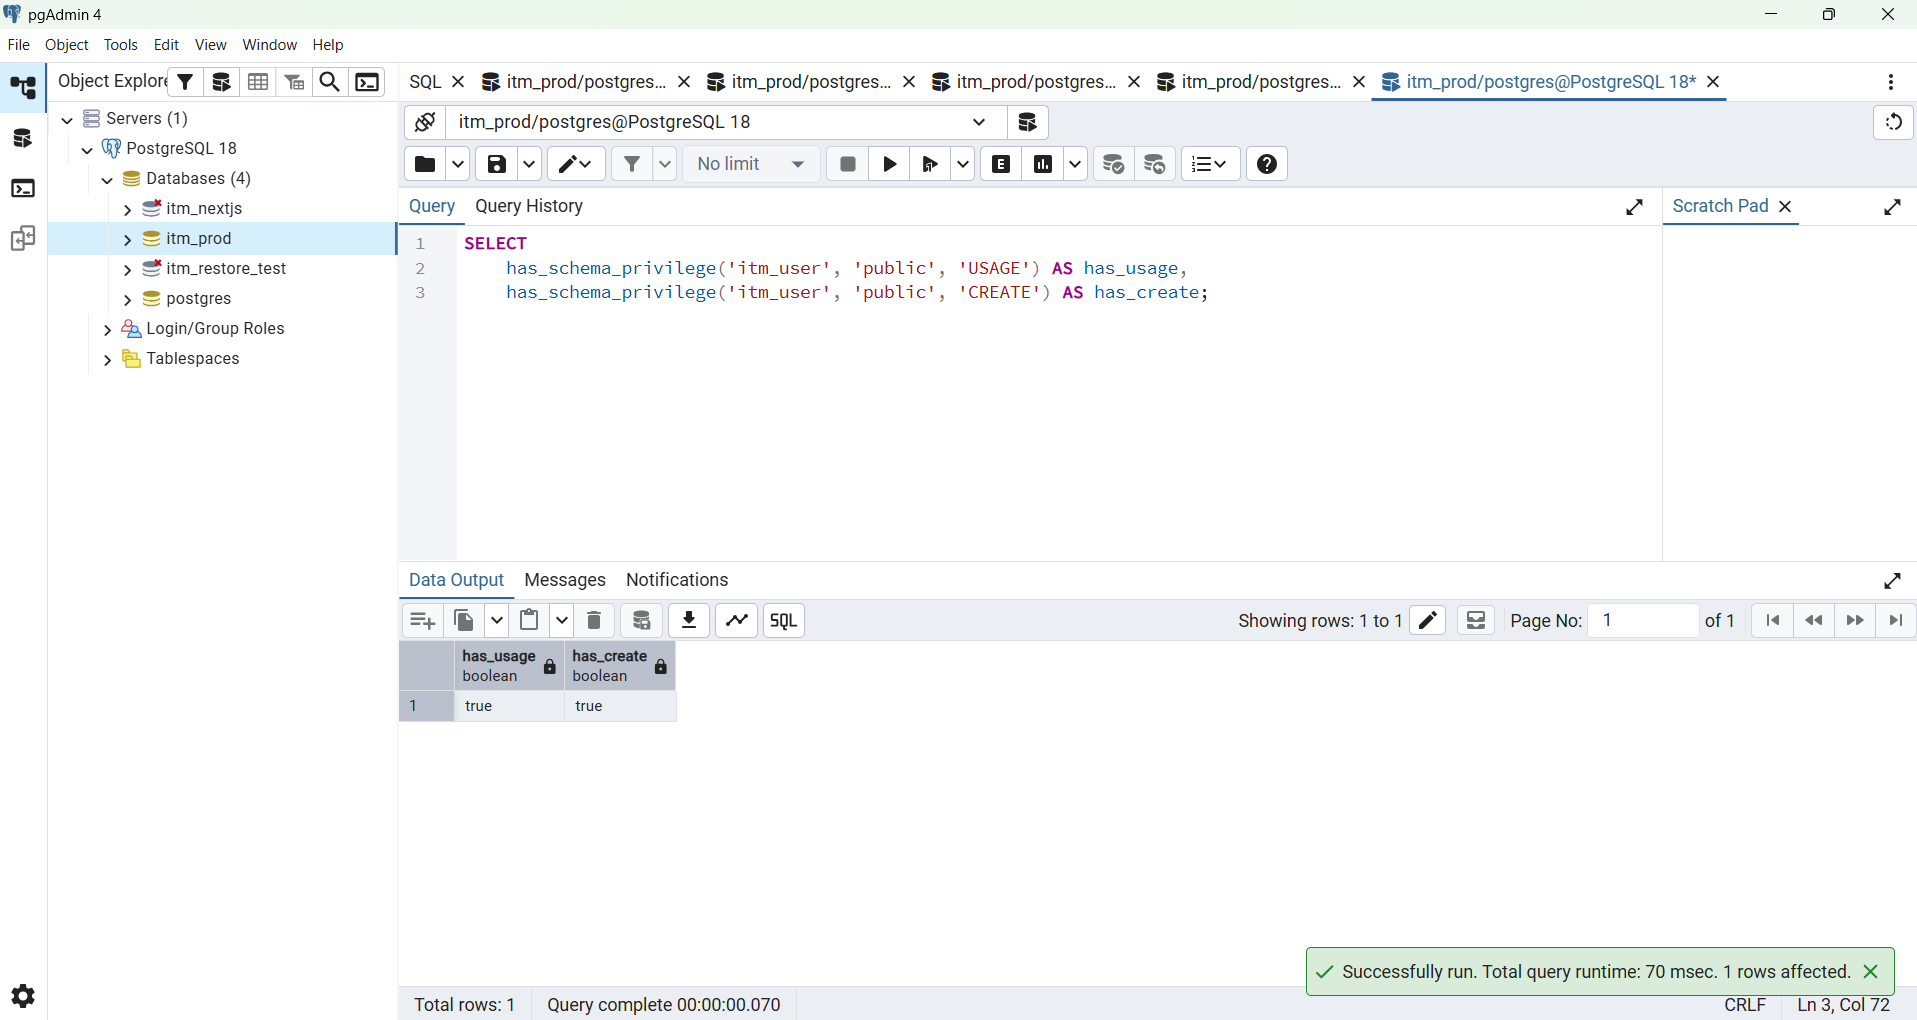 pgAdmin 4
File Object Tools Edit View Window Help
Object Explore
SQL itm_prod/postgres... itm_prod/postgres... itm_prod/postgres... itm_prod/postgres... itm_prod/postgres@PostgreSQL 18*
Servers (1)
PostgreSQL 18
Databases (4)
itm_nextjs
itm_prod
itm_restore_test
postgres
Login/Group Roles
Tablespaces
itm_prod/postgres@PostgreSQL 18
No limit E
Query Query History
Scratch Pad
1 SELECT
2 has_schema_privilege('itm_user', 'public', 'USAGE') AS has_usage,
3 has_schema_privilege('itm_user', 'public', 'CREATE') AS has_create;
Data Output Messages Notifications
SQL Showing rows: 1 to 1 Page No: 1 of 1
has_usage has_create
boolean boolean
1 true true
Successfully run. Total query runtime: 70 msec. 1 rows affected.
Total rows: 1 Query complete 00:00:00.070 CRLF Ln 3, Col 72